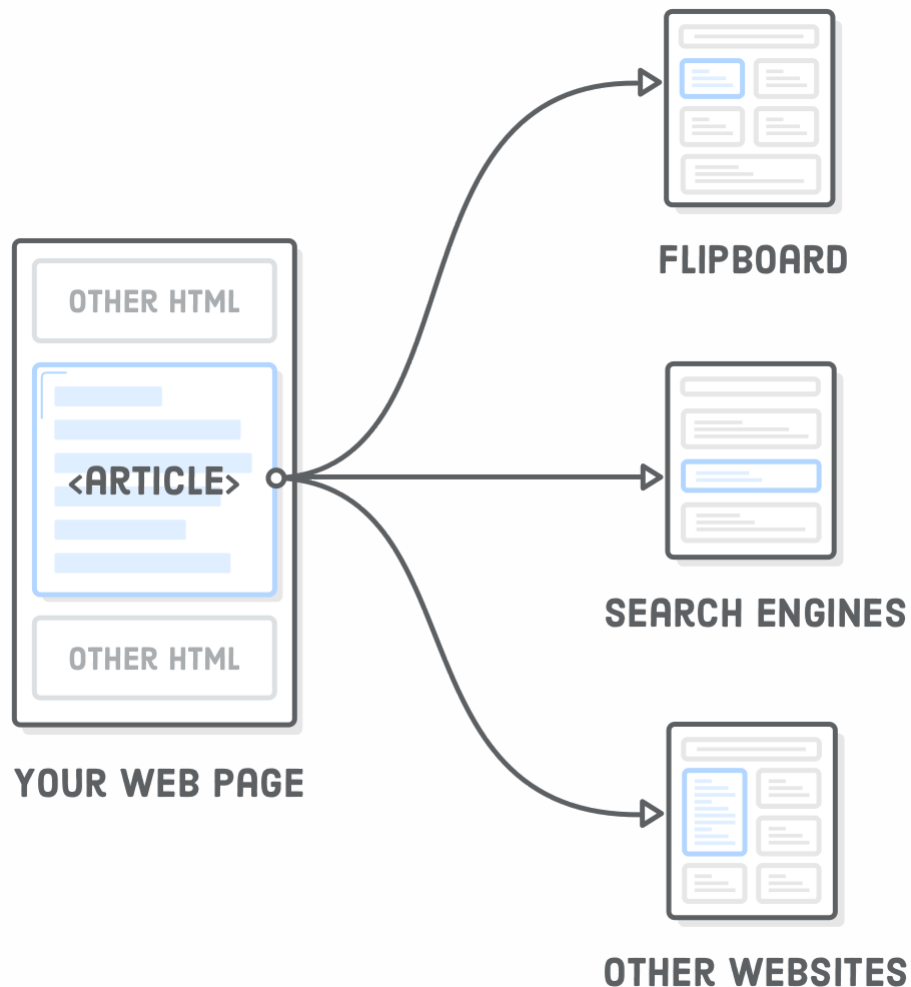 FLIPBOARD
OTHER HTML
<ARTICLE>
OTHER HTML
YOUR WEB PAGE
SEARCH ENGINES
OTHER WEBSITES